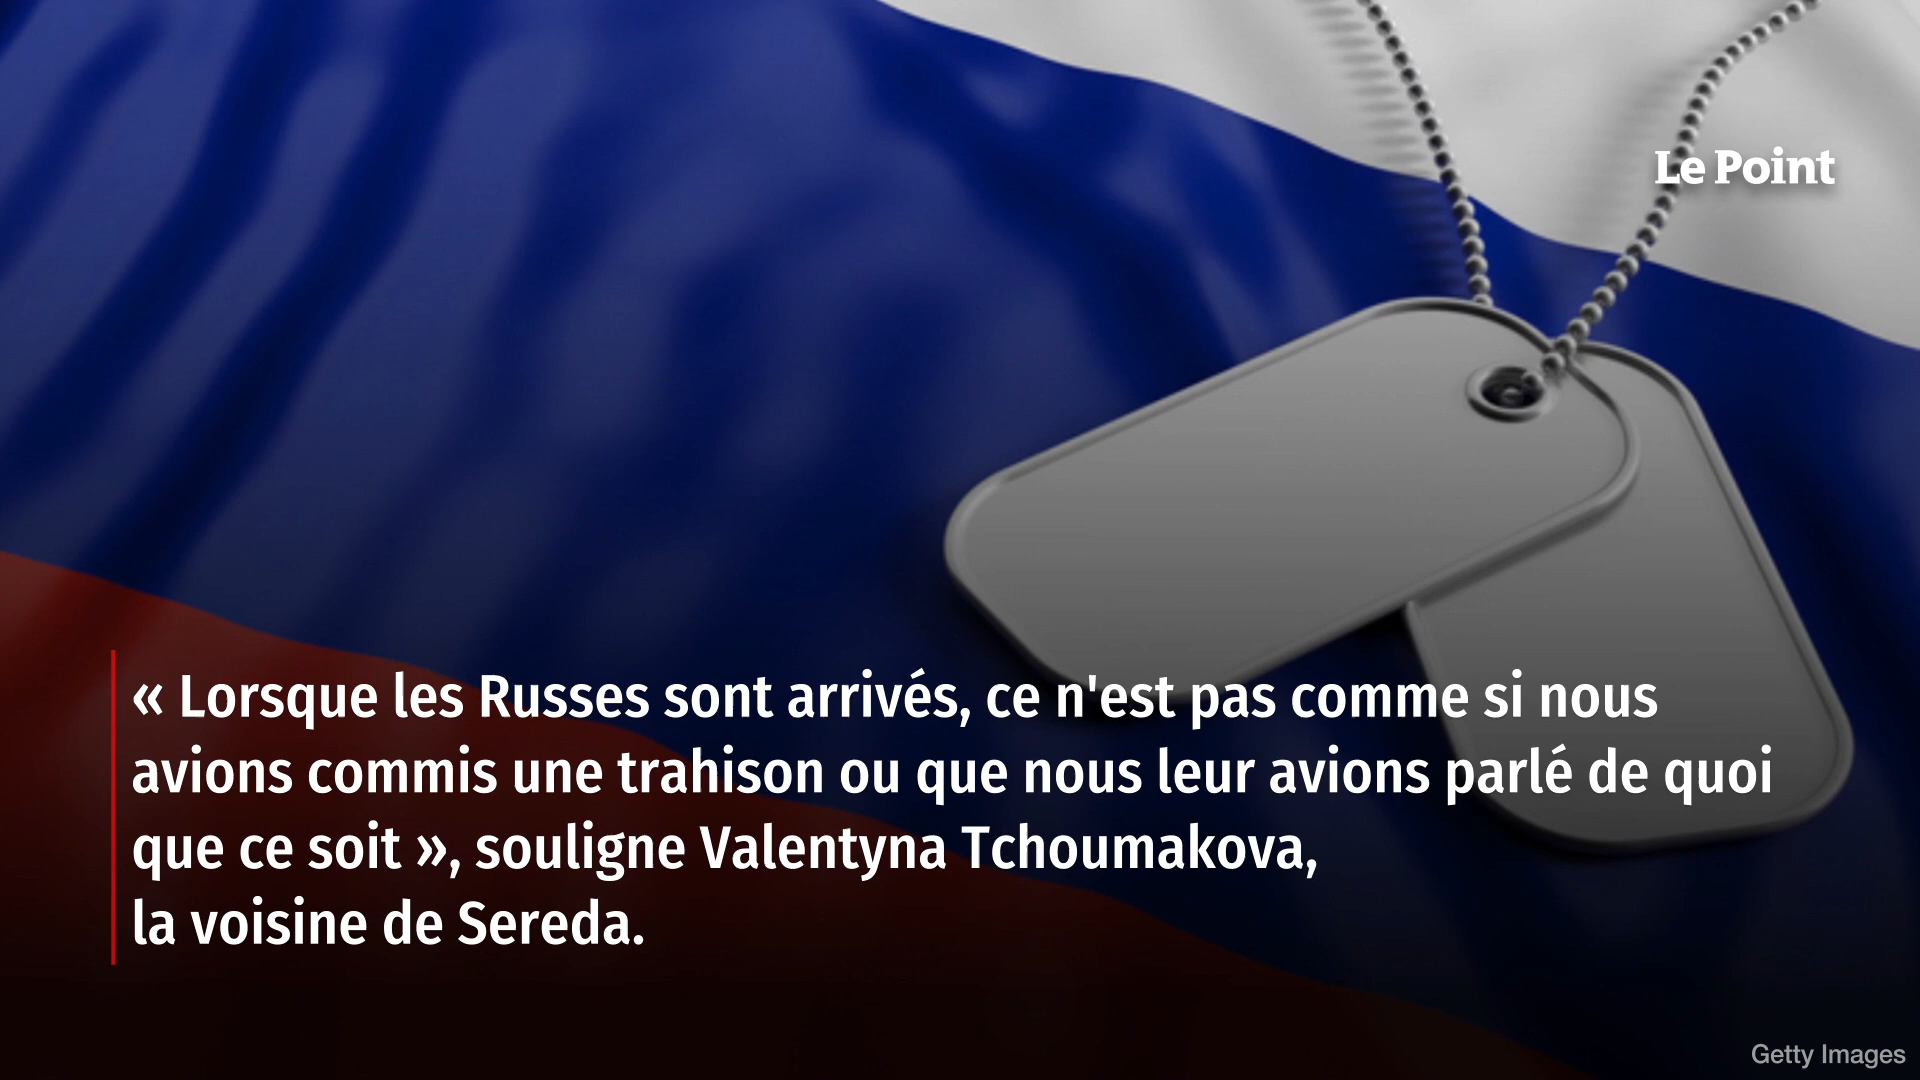 Le Point
« Lorsque les Russes sont arrivés, ce n'est pas comme si nous
avions commis une trahison ou que nous leur avions parlé de quoi
que ce soit », souligne Valentyna Tchoumakova,
la voisine de Sereda.
Getty Images